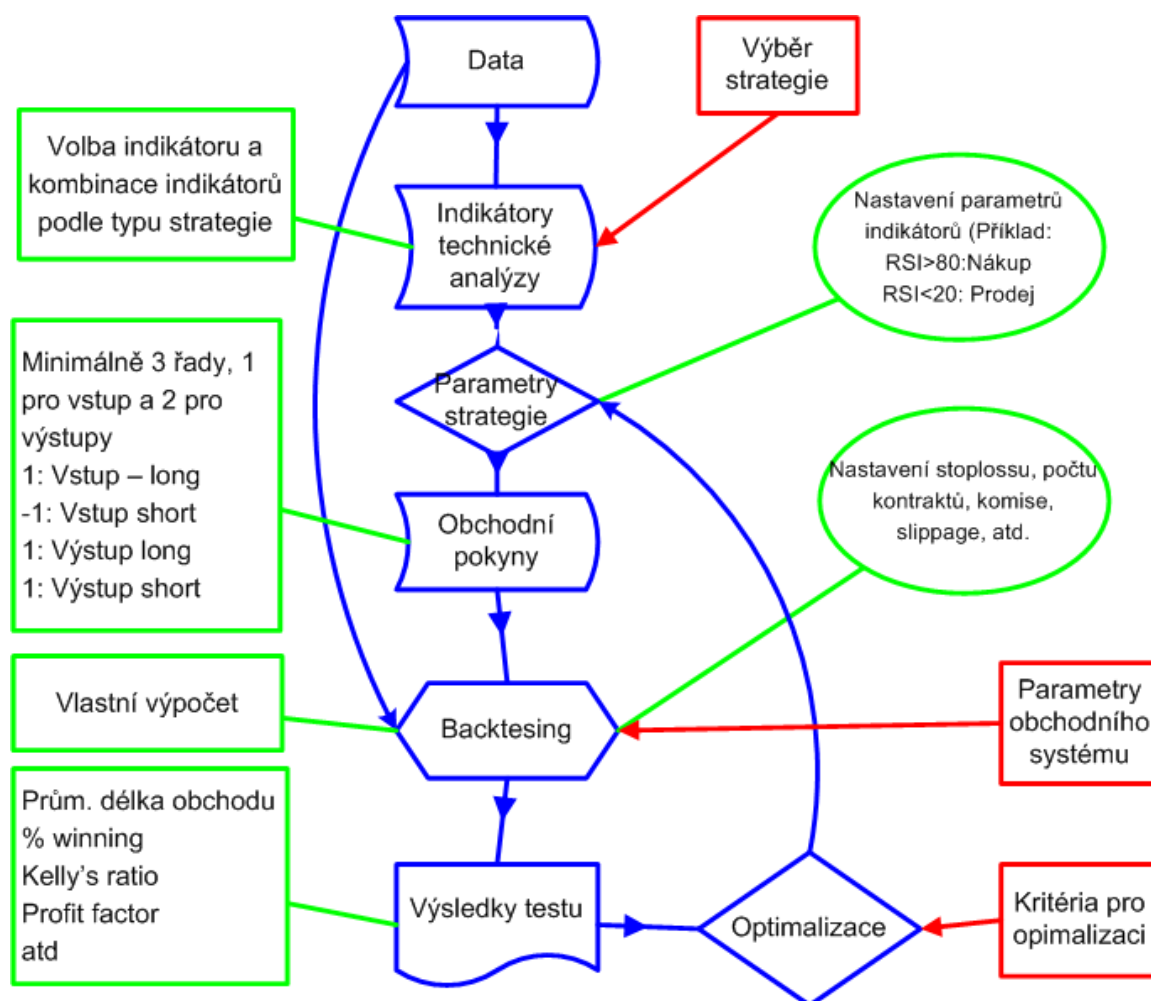 Data
Výběr
strategie
Volba indikátoru a
kombinace indikátorů
podle typu strategie
Indikátory
technické
analýzy
Nastavení parametrů
indikátorů (Příklad:
RSI>80:Nákup
RSI<20: Prodej
Minimálně 3 řady, 1
pro vstup a 2 pro
výstupy
1: Vstup – long
-1: Vstup short
1: Výstup long
1: Výstup short
Parametry
strategie
Nastavení stoplossu, počtu
kontraktů, komise,
slippage, atd.
Obchodní
pokyny
Vlastní výpočet
Backtesing
Parametry
obchodního
systému
Prům. délka obchodu
% winning
Kelly's ratio
Profit factor
atd
Výsledky testu
Optimalizace
Kritéria pro
opimalizaci